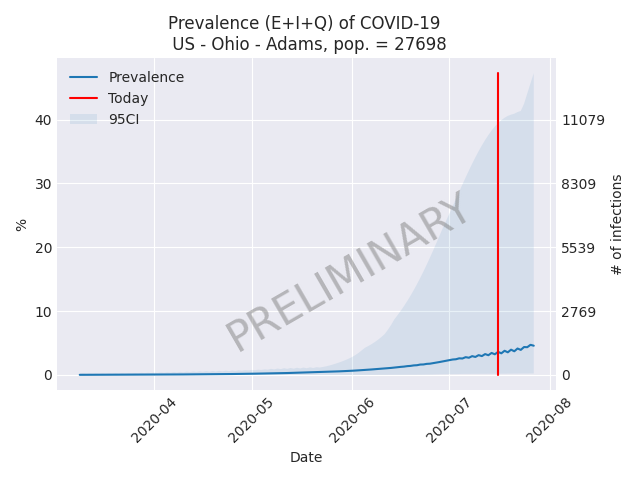 Prevalence (E+I+Q) of COVID-19
US - Ohio - Adams, pop. = 27698
Prevalence
Today
95CI
PRELIMINARY
%
40
30
20
10
0
# of infections
11079
8309
5539
2769
0
2020-04
2020-05
2020-06
2020-07
2020-08
Date